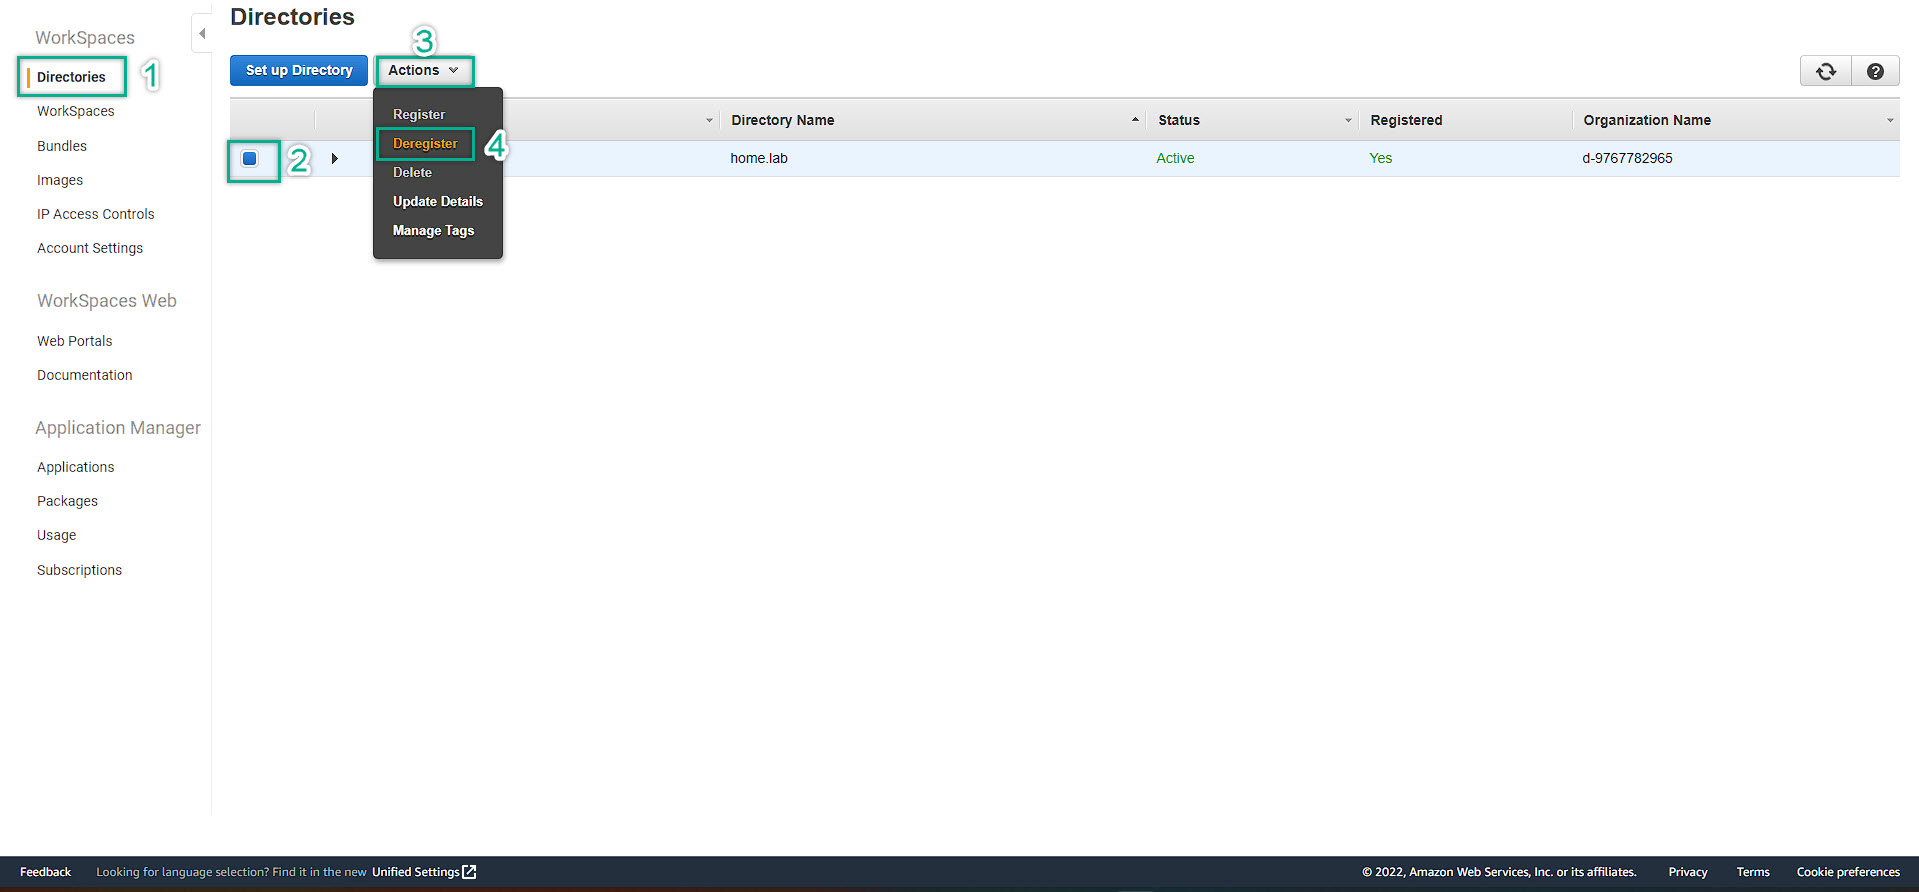 Directories
WorkSpaces
3
Directories
1
Set up Directory
Actions
WorkSpaces
Bundles
Images
IP Access Controls
Account Settings
Register
Deregister
4
Delete
Update Details
Manage Tags
Directory Name
Status
Registered
Organization Name
2
home.lab
Active
Yes
d-9767782965
WorkSpaces Web
Web Portals
Documentation
Application Manager
Applications
Packages
Usage
Subscriptions
Feedback
Looking for language selection? Find it in the new Unified Settings
© 2022, Amazon Web Services, Inc. or its affiliates.
Privacy
Terms
Cookie preferences